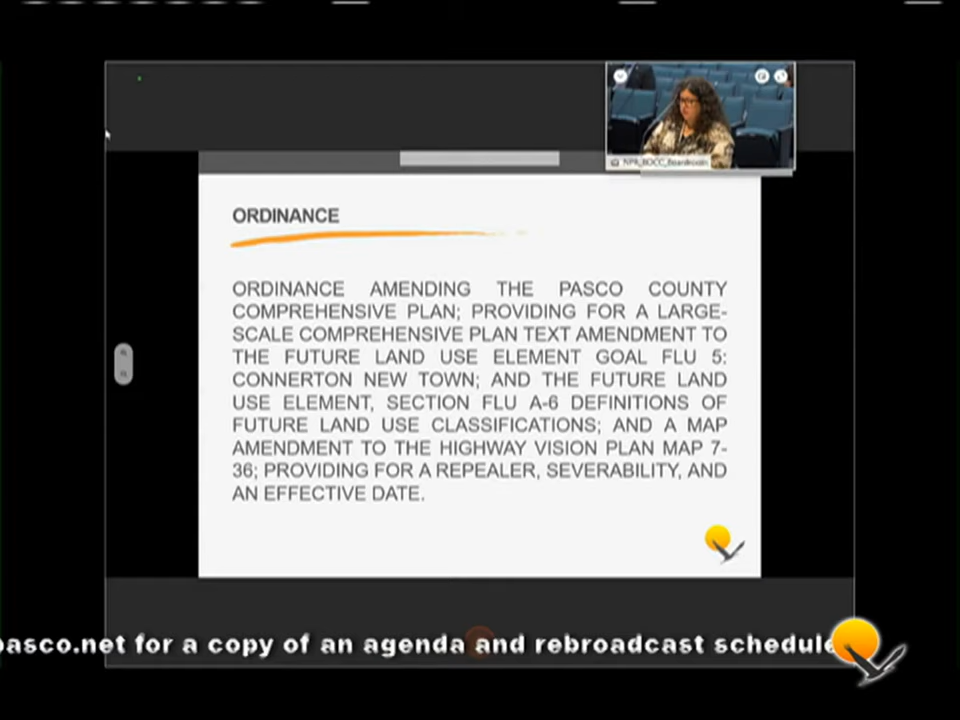 NPR_BOCC_Boardroom
ORDINANCE
ORDINANCE AMENDING THE PASCO COUNTY
COMPREHENSIVE PLAN; PROVIDING FOR A LARGE-
SCALE COMPREHENSIVE PLAN TEXT AMENDMENT TO
THE FUTURE LAND USE ELEMENT GOAL FLU 5:
CONNERTON NEW TOWN; AND THE FUTURE LAND
USE ELEMENT, SECTION FLU A-6 DEFINITIONS OF
FUTURE LAND USE CLASSIFICATIONS; AND A MAP
AMENDMENT TO THE HIGHWAY VISION PLAN MAP 7-
36; PROVIDING FOR A REPEALER, SEVERABILITY, AND
AN EFFECTIVE DATE.
pasco.net for a copy of an agenda and rebroadcast schedule